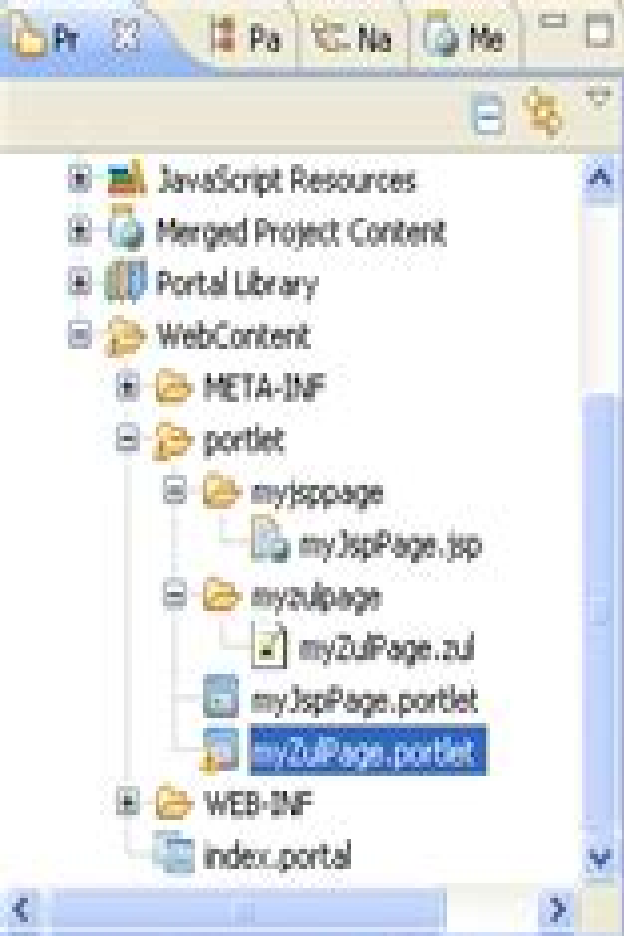 Pr Pa Na Me
JavaScript Resources
Merged Project Content
Portal Library
WebContent
META-INF
portlet
myjsppage
myJspPage.jsp
myzulpage
myZulPage.zul
myJspPage.portlet
myZulPage.portlet
WEB-INF
index.portal